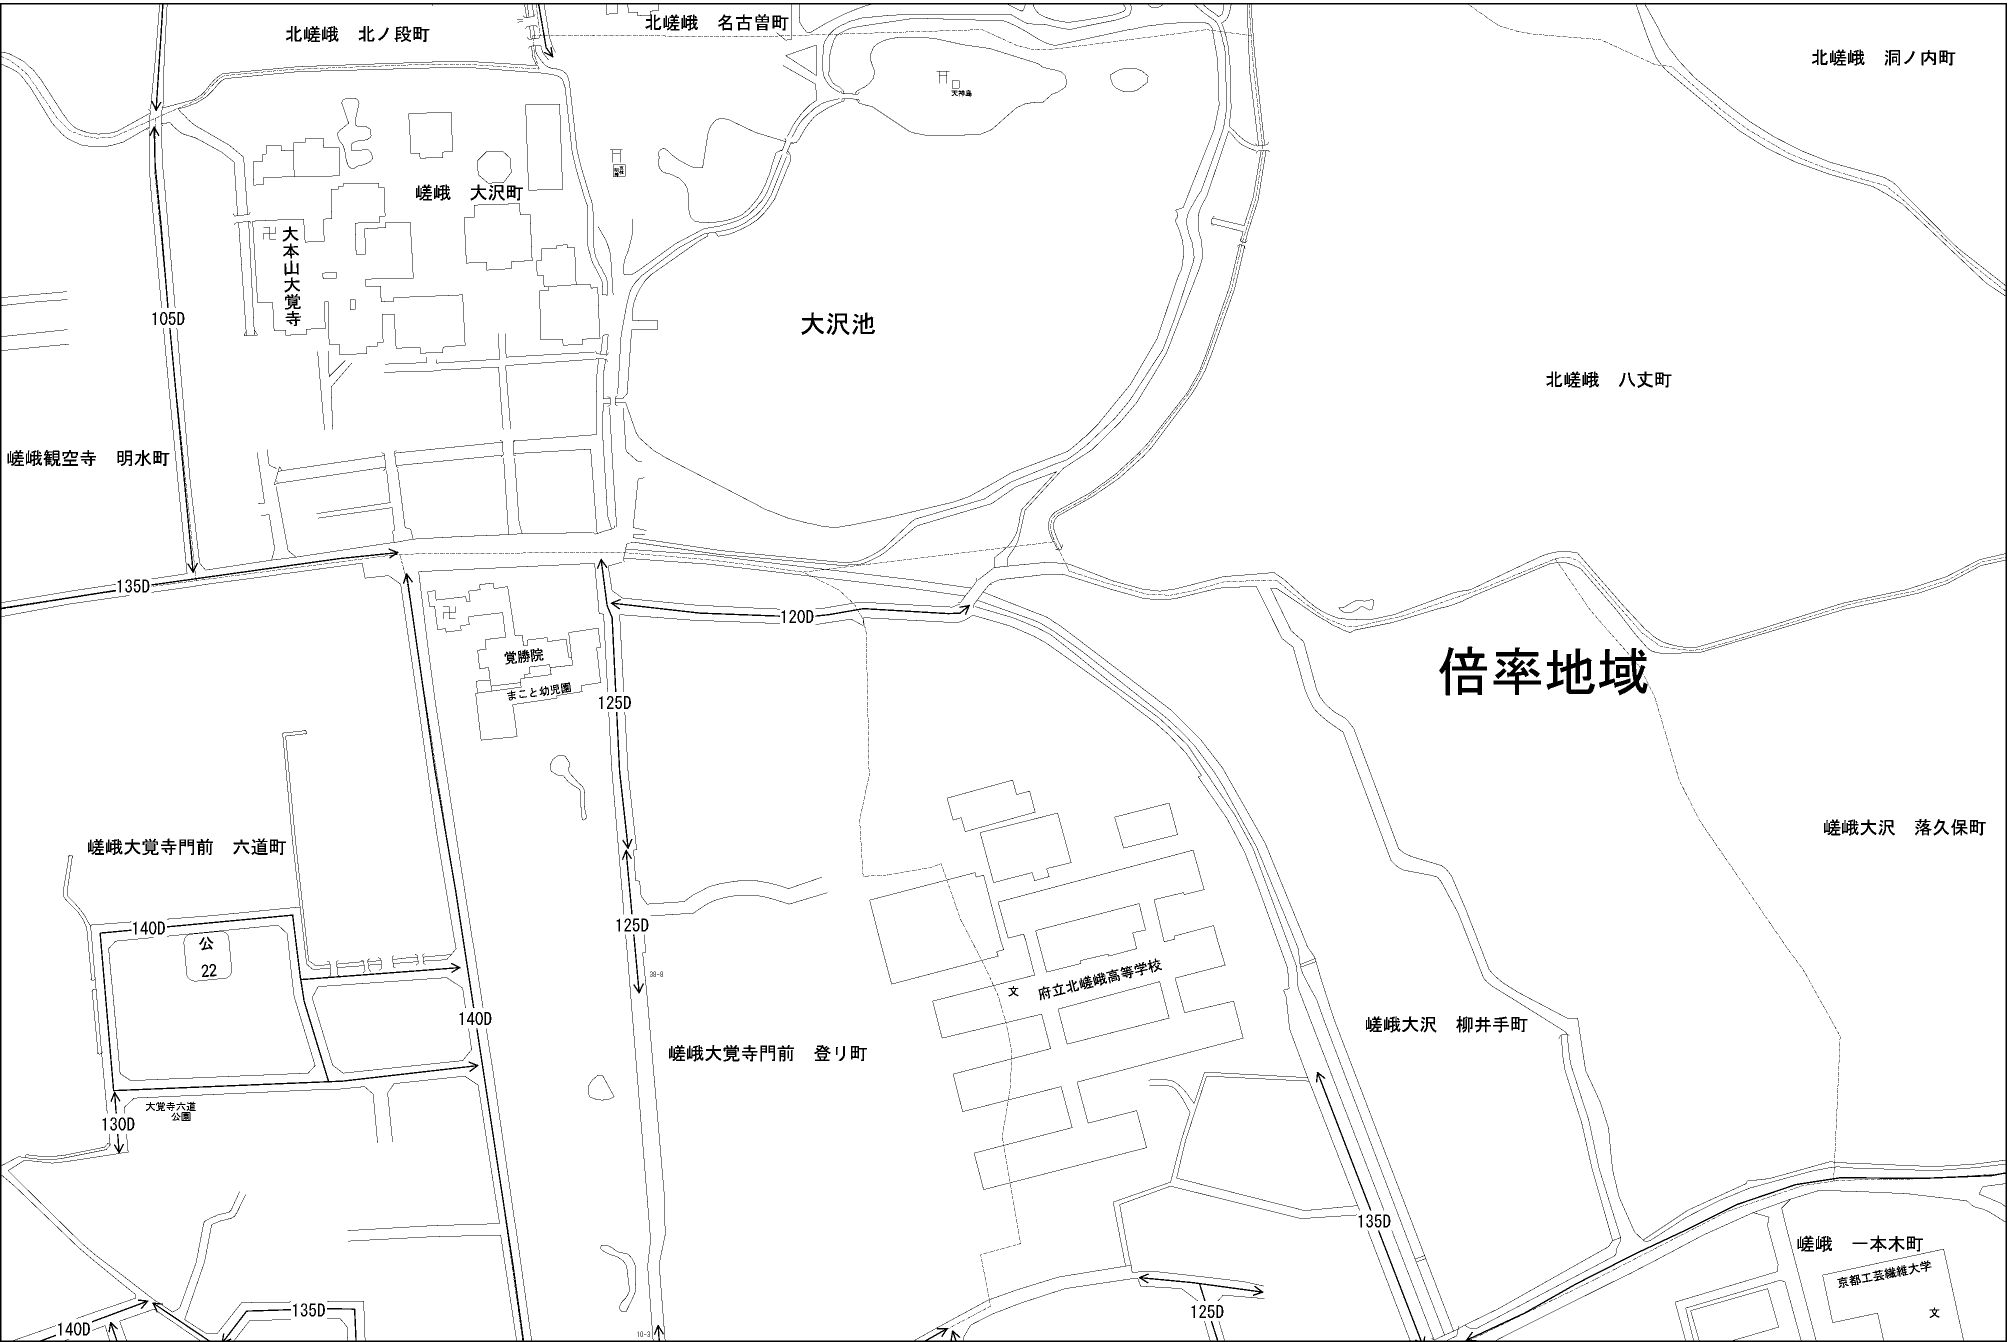 北嵯峨　北ノ段町
北嵯峨　名古曽町
北嵯峨　洞ノ内町
天神島
嵯峨　大沢町
大本山大覚寺
105D
大沢池
北嵯峨　八丈町
嵯峨観空寺　明水町
135D
120D
覚勝院
まこと幼児園
倍率地域
125D
嵯峨大沢　落久保町
嵯峨大覚寺門前　六道町
140D
公
22
125D
38-8
文
府立北嵯峨高等学校
140D
嵯峨大沢　柳井手町
嵯峨大覚寺門前　登リ町
大覚寺六道
公園
130D
135D
嵯峨　一本木町
京都工芸繊維大学
文
135D
125D
140D
10-3